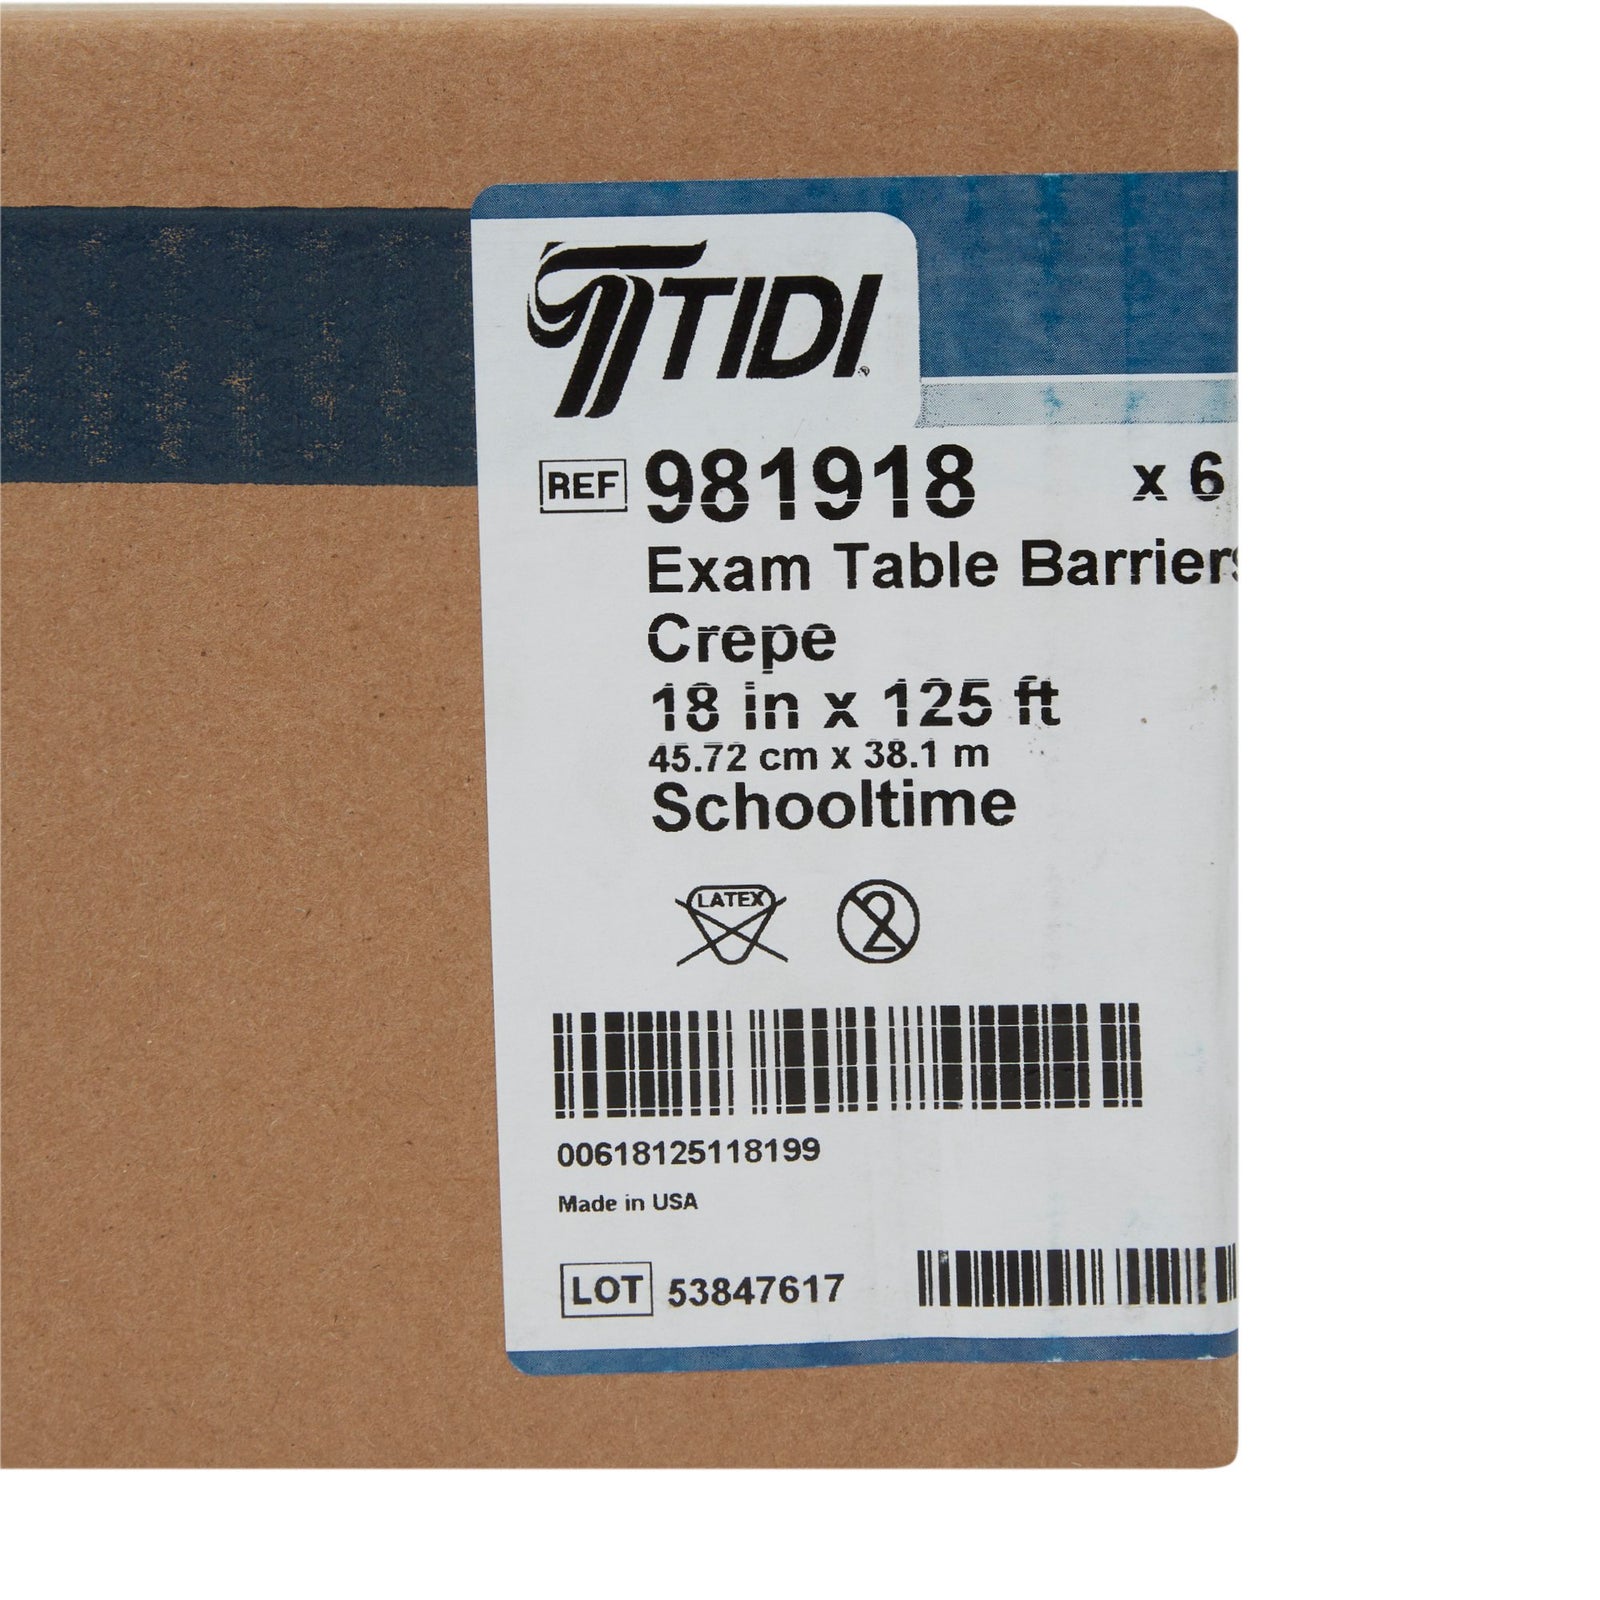 TIDI
REF 981918 x 6
Exam Table Barriers
Crepe
18 in x 125 ft
45.72 cm x 38.1 m
Schooltime
LATEX 2
00618125118199
Made in USA
LOT 53847617